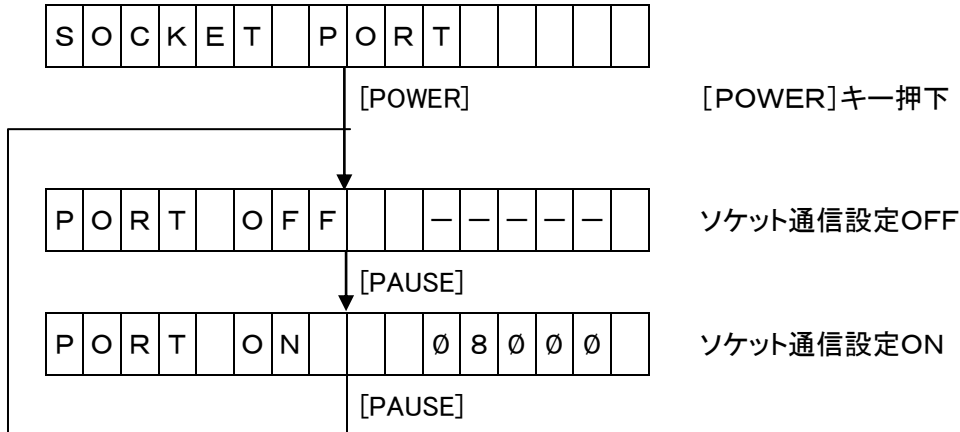 SOCKET PORT
[POWER] [POWER]キー押下
PORT OFF ----- ソケット通信設定OFF
[PAUSE]
PORT ON Ø8ØØØ ソケット通信設定ON
[PAUSE]